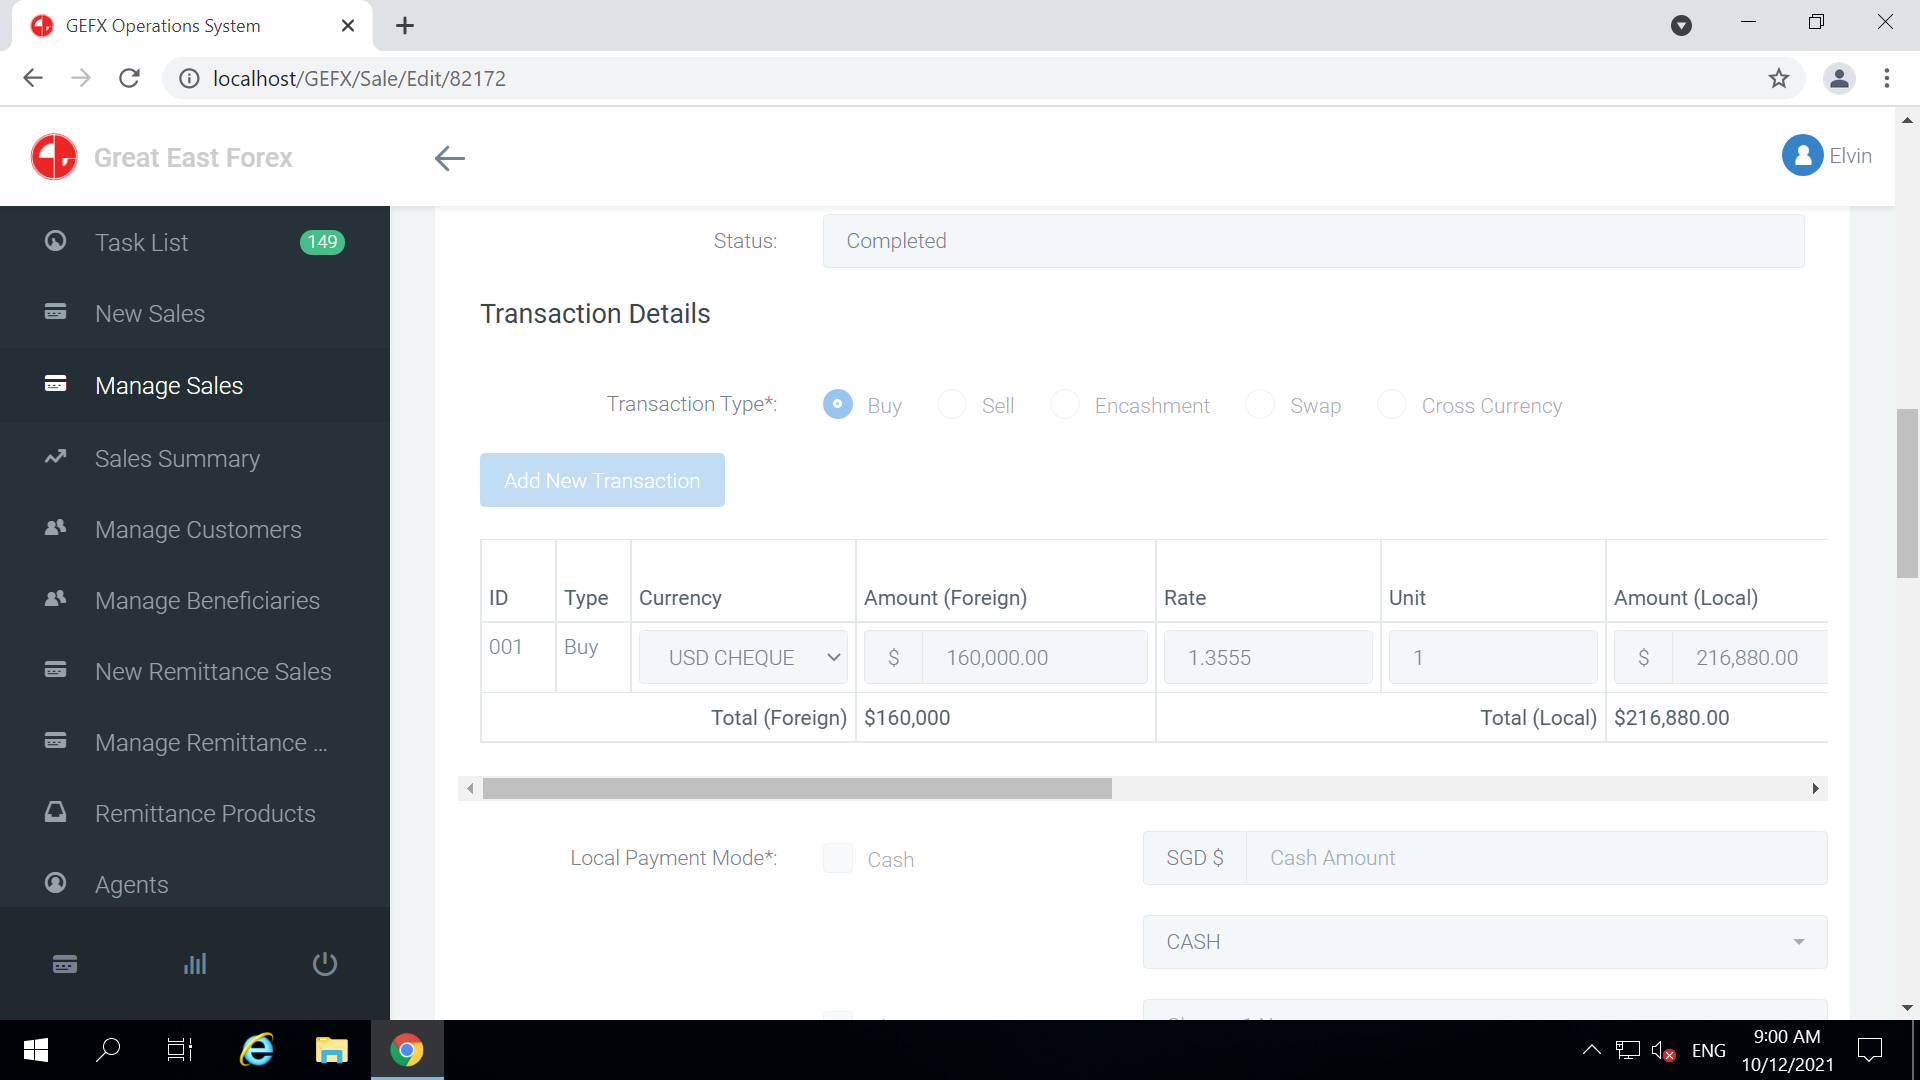 GEFX Operations System
localhost/GEFX/Sale/Edit/82172
Great East Forex
Elvin
Task List 149
New Sales
Manage Sales
Sales Summary
Manage Customers
Manage Beneficiaries
New Remittance Sales
Manage Remittance ...
Remittance Products
Agents
Status: Completed
Transaction Details
Transaction Type*: Buy Sell Encashment Swap Cross Currency
Add New Transaction
ID Type Currency Amount (Foreign) Rate Unit Amount (Local)
001 Buy USD CHEQUE $ 160,000.00 1.3555 1 $ 216,880.00
Total (Foreign) $160,000 Total (Local) $216,880.00
Local Payment Mode*: Cash SGD $ Cash Amount
CASH
ENG
9:00 AM
10/12/2021